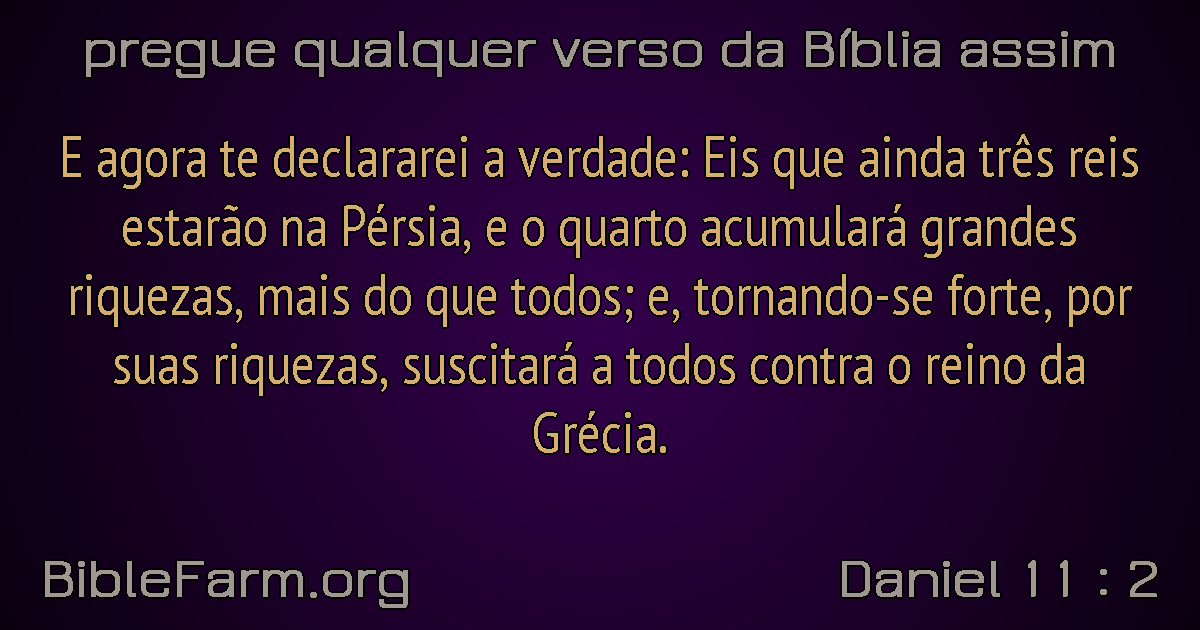 pregue qualquer verso da Bíblia assim
E agora te declararei a verdade: Eis que ainda três reis
estarão na Pérsia, e o quarto acumulará grandes
riquezas, mais do que todos; e, tornando-se forte, por
suas riquezas, suscitará a todos contra o reino da
Grécia.
BibleFarm.org
Daniel 11 : 2